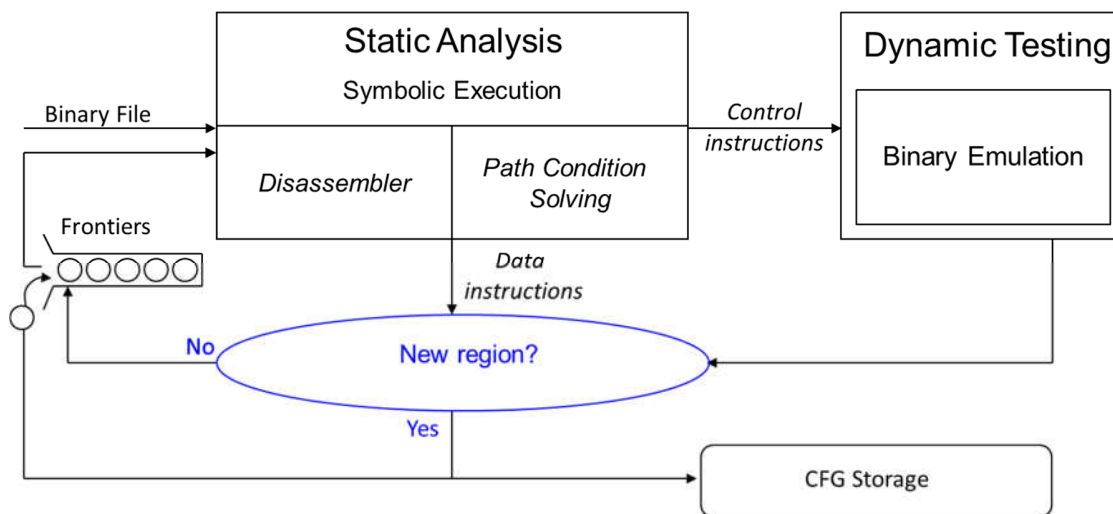 Static Analysis
Symbolic Execution
Dynamic Testing
Binary File
Control
instructions
Binary Emulation
Disassembler
Path Condition
Solving
Frontiers
Data
instructions
No
New region?
Yes
CFG Storage